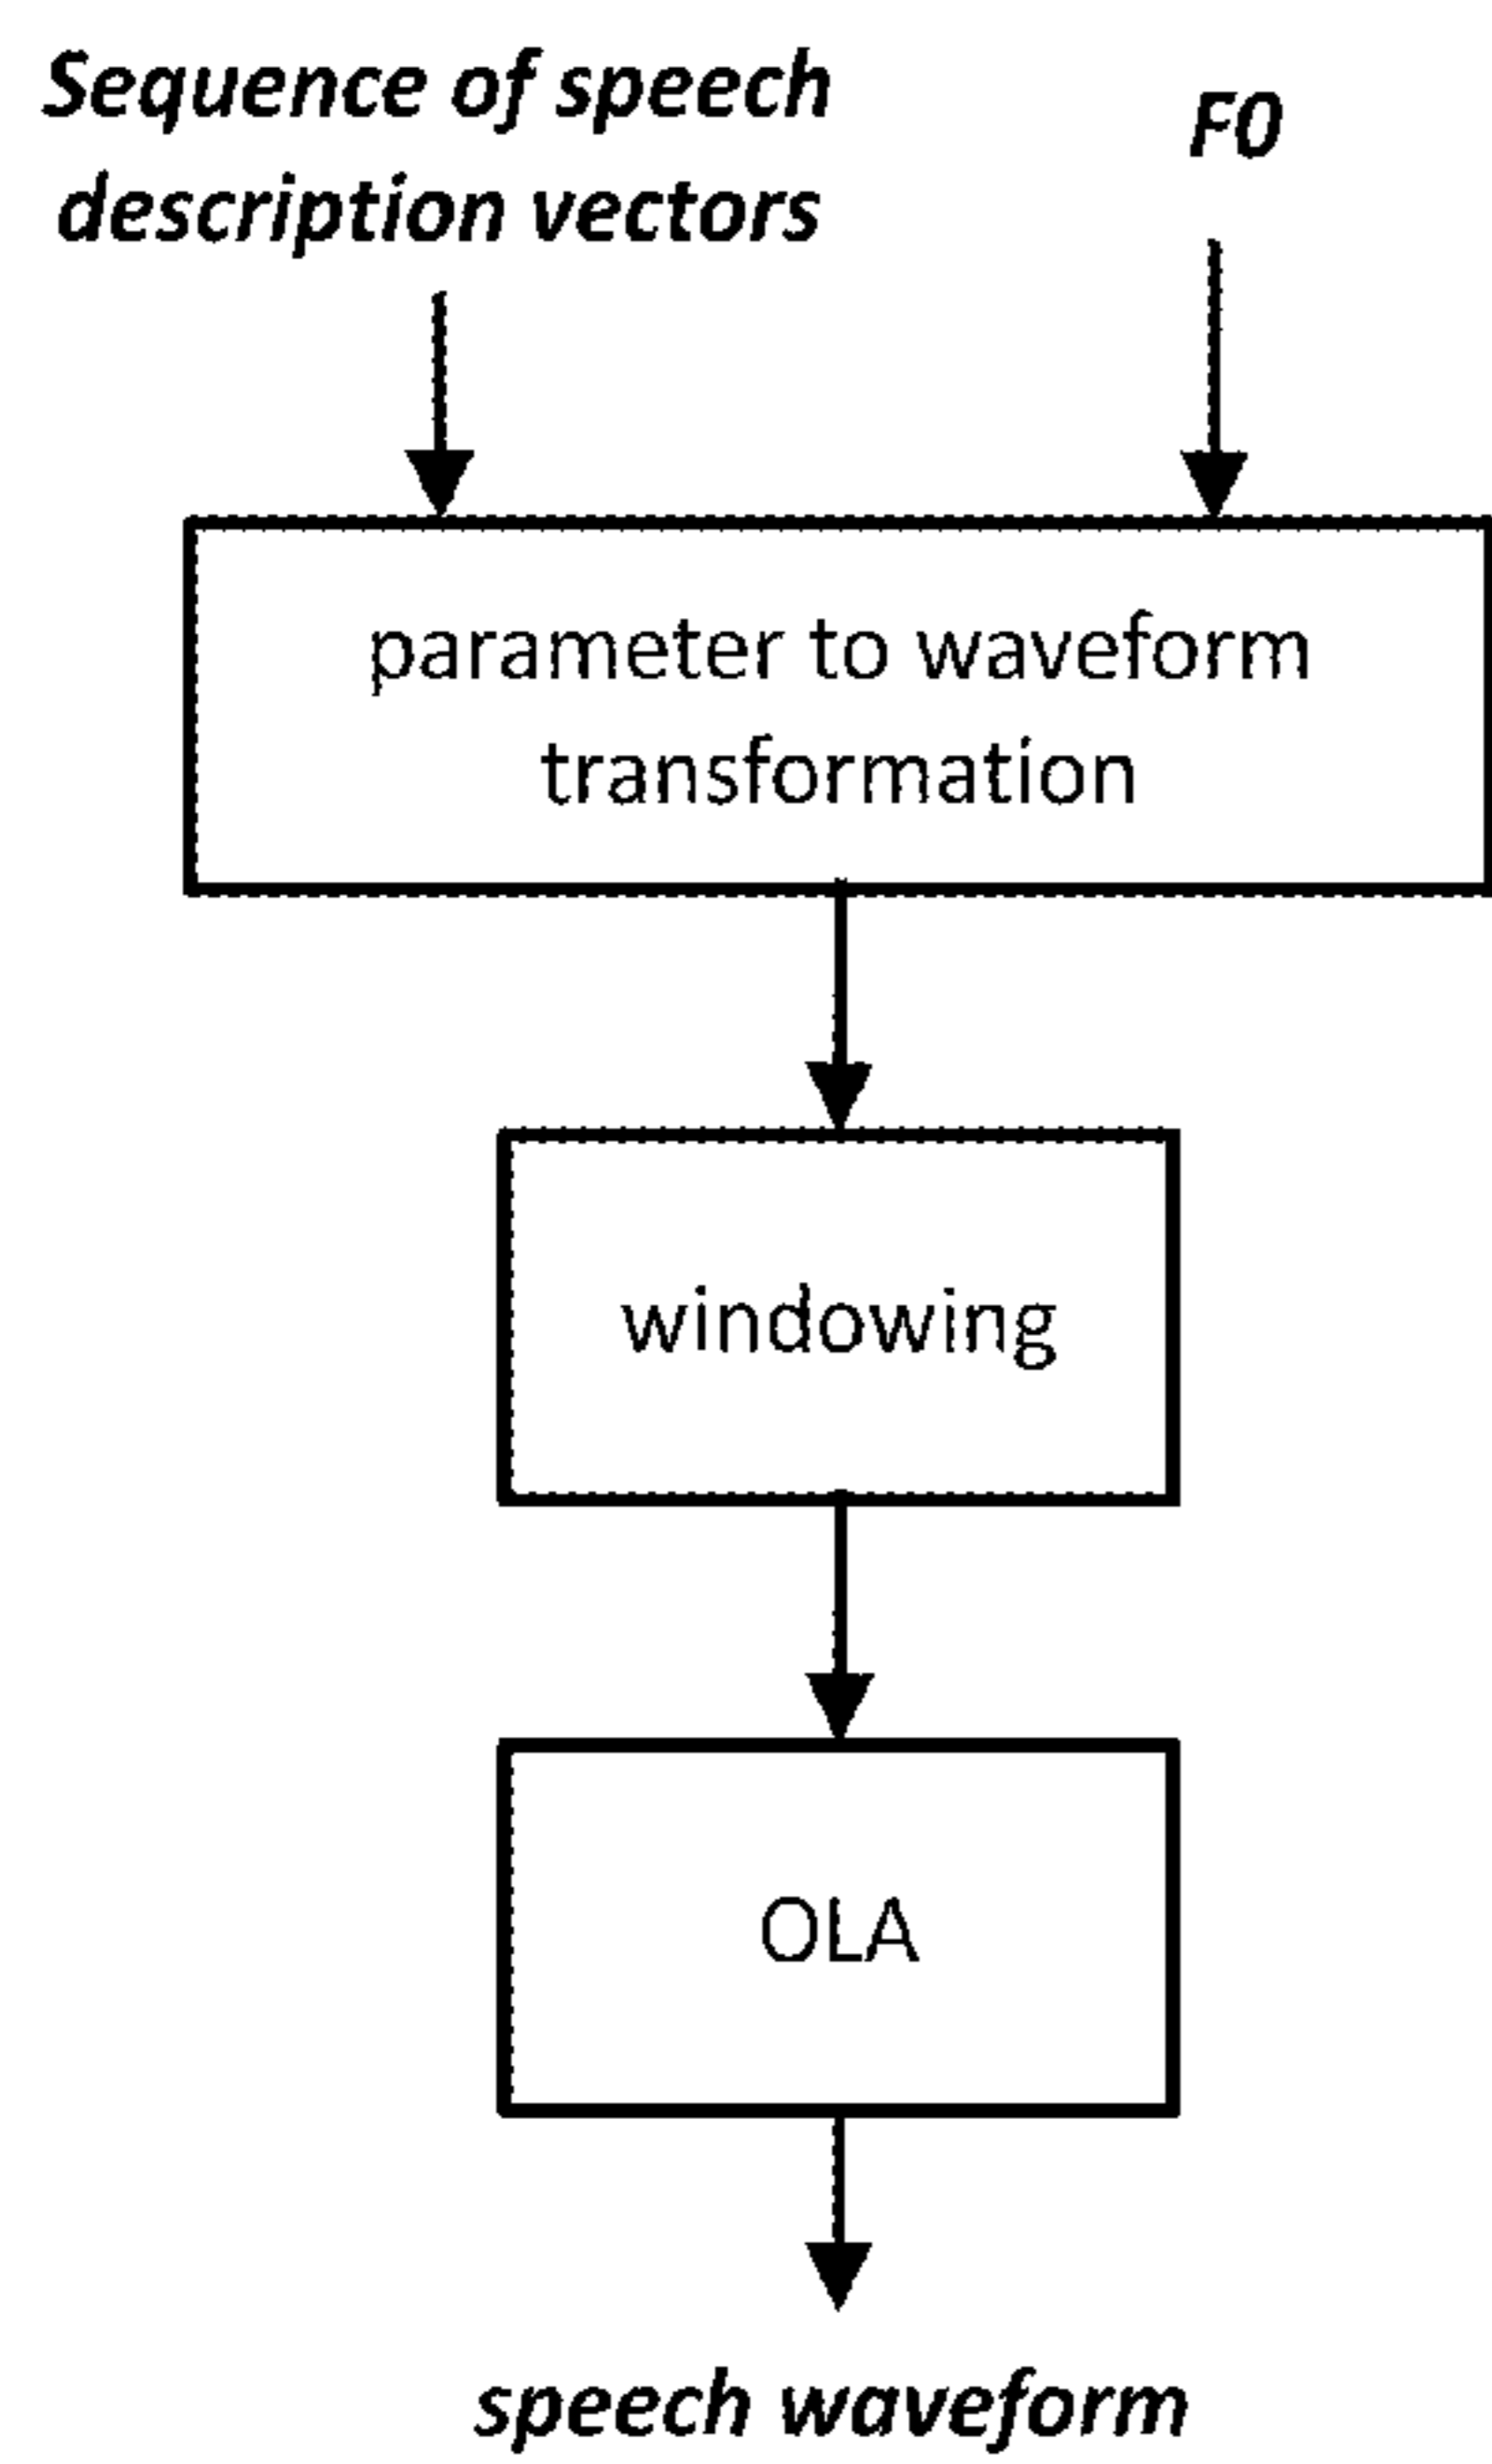 Sequence of speech
description vectors
F0
parameter to waveform
transformation
windowing
OLA
speech waveform